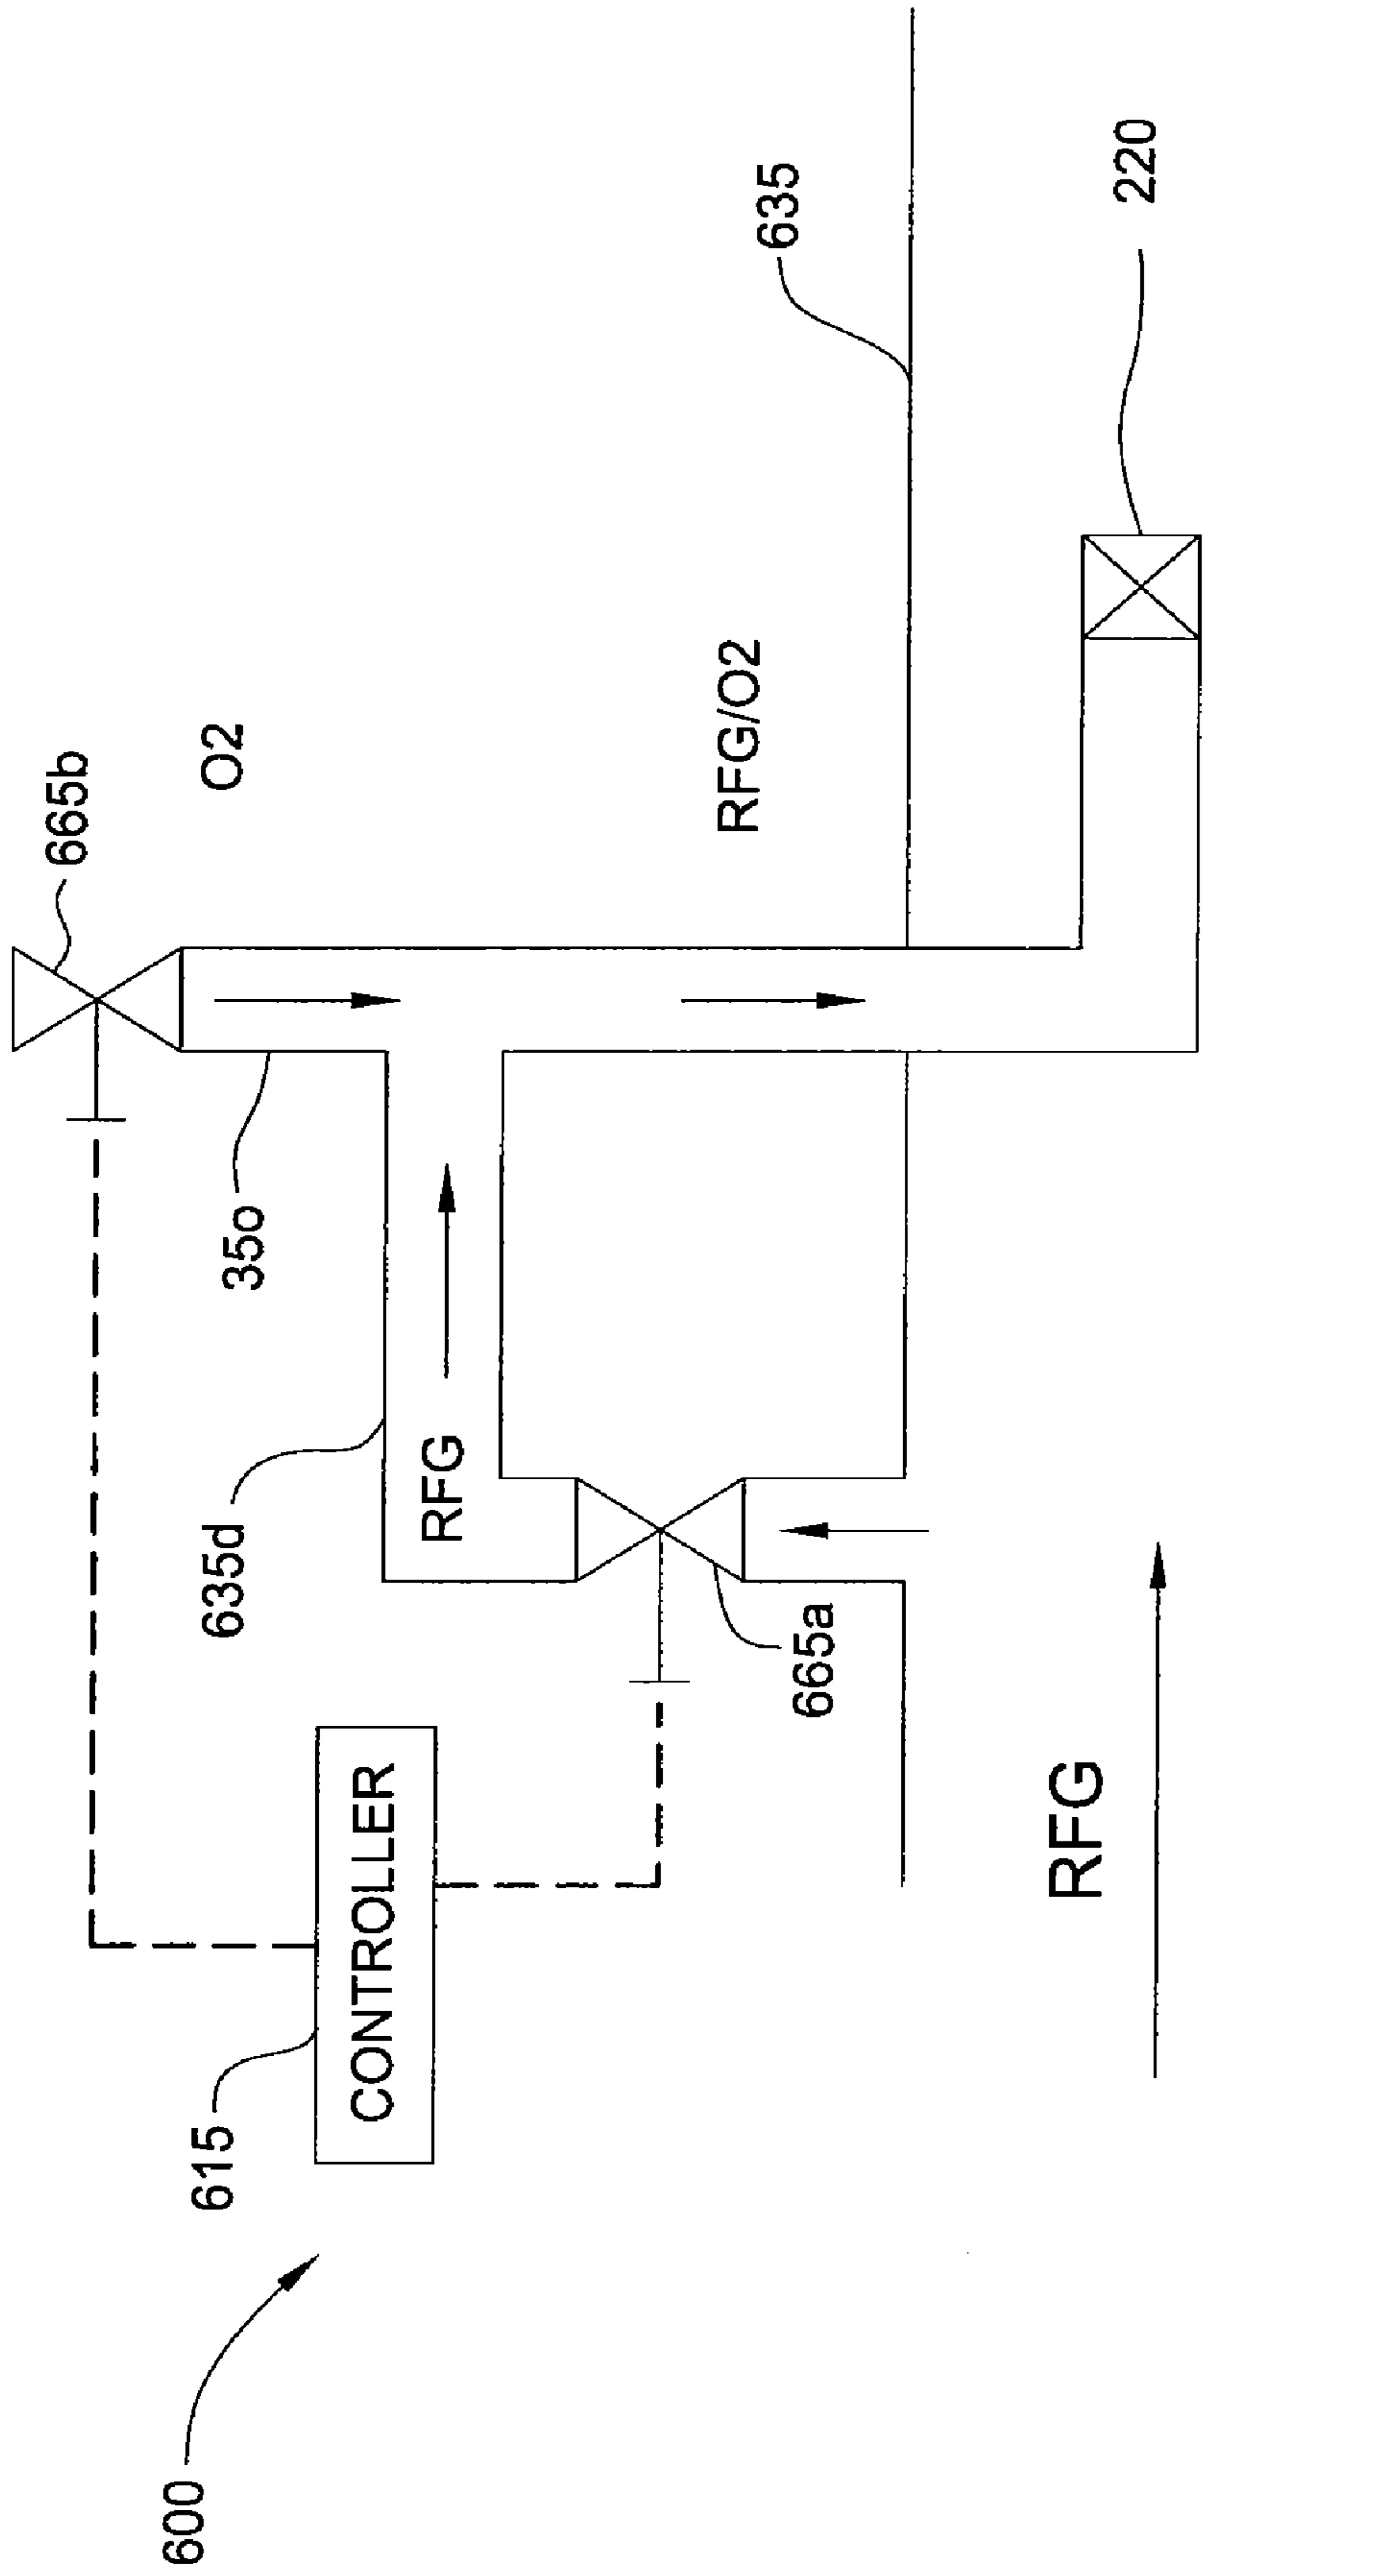 665b
O2
35o
635d
RFG
RFG/O2
635
220
665a
CONTROLLER
615
RFG
600